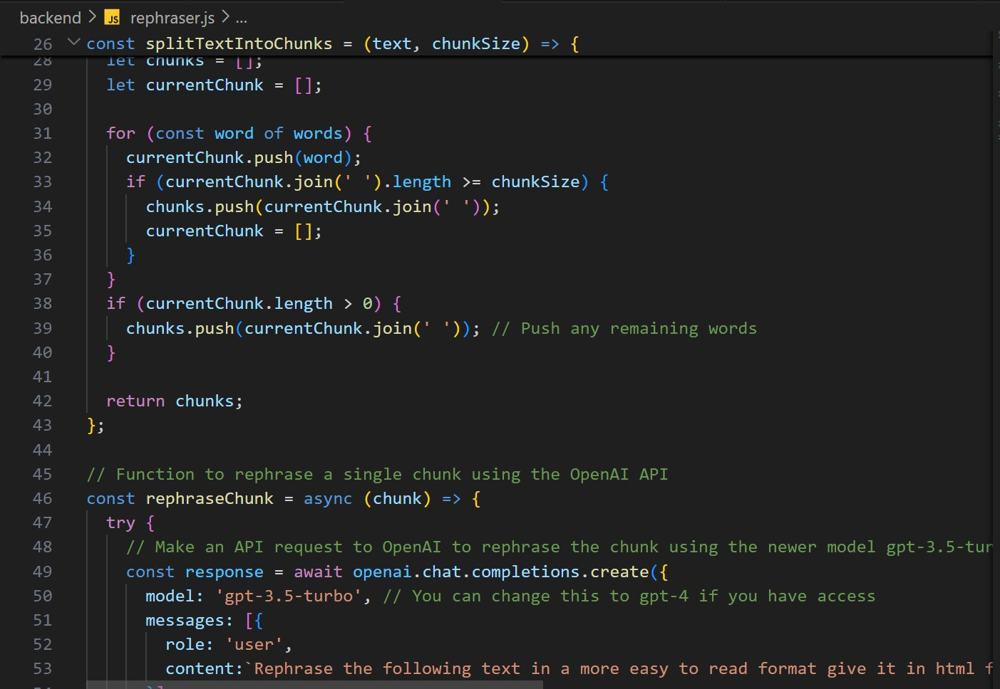 backend > JS rephraser.js > ...
26 const splitTextIntoChunks = (text, chunkSize) => {
28 let chunks = [];
29 let currentChunk = [];
30
31 for (const word of words) {
32 currentChunk.push(word);
33 if (currentChunk.join(' ').length >= chunkSize) {
34 chunks.push(currentChunk.join(' '));
35 currentChunk = [];
36 }
37 }
38 if (currentChunk.length > 0) {
39 chunks.push(currentChunk.join(' ')); // Push any remaining words
40 }
41
42 return chunks;
43 };
44
45 // Function to rephrase a single chunk using the OpenAI API
46 const rephraseChunk = async (chunk) => {
47 try {
48 // Make an API request to OpenAI to rephrase the chunk using the newer model gpt-3.5-tur
49 const response = await openai.chat.completions.create({
50 model: 'gpt-3.5-turbo', // You can change this to gpt-4 if you have access
51 messages: [{
52 role: 'user',
53 content:`Rephrase the following text in a more easy to read format give it in html f